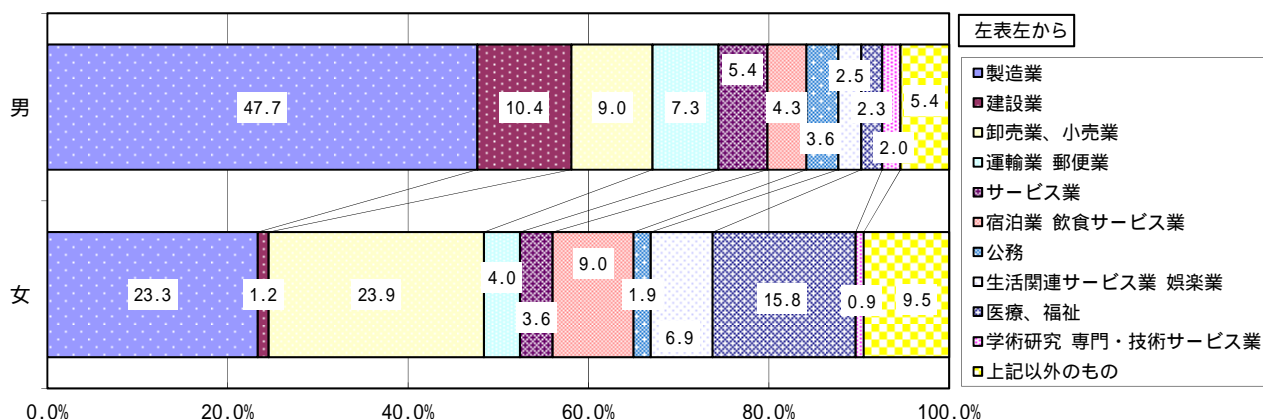 左表左から
男
47.7
10.4
9.0
7.3
5.4
4.3
3.6
2.5
2.3
2.0
5.4
女
23.3
1.2
23.9
4.0
3.6
9.0
1.9
6.9
15.8
0.9
9.5
0.0%
20.0%
40.0%
60.0%
80.0%
100.0%
製造業
建設業
卸売業、小売業
運輸業 郵便業
サービス業
宿泊業 飲食サービス業
公務
生活関連サービス業 娯楽業
医療、福祉
学術研究 専門・技術サービス業
上記以外のもの